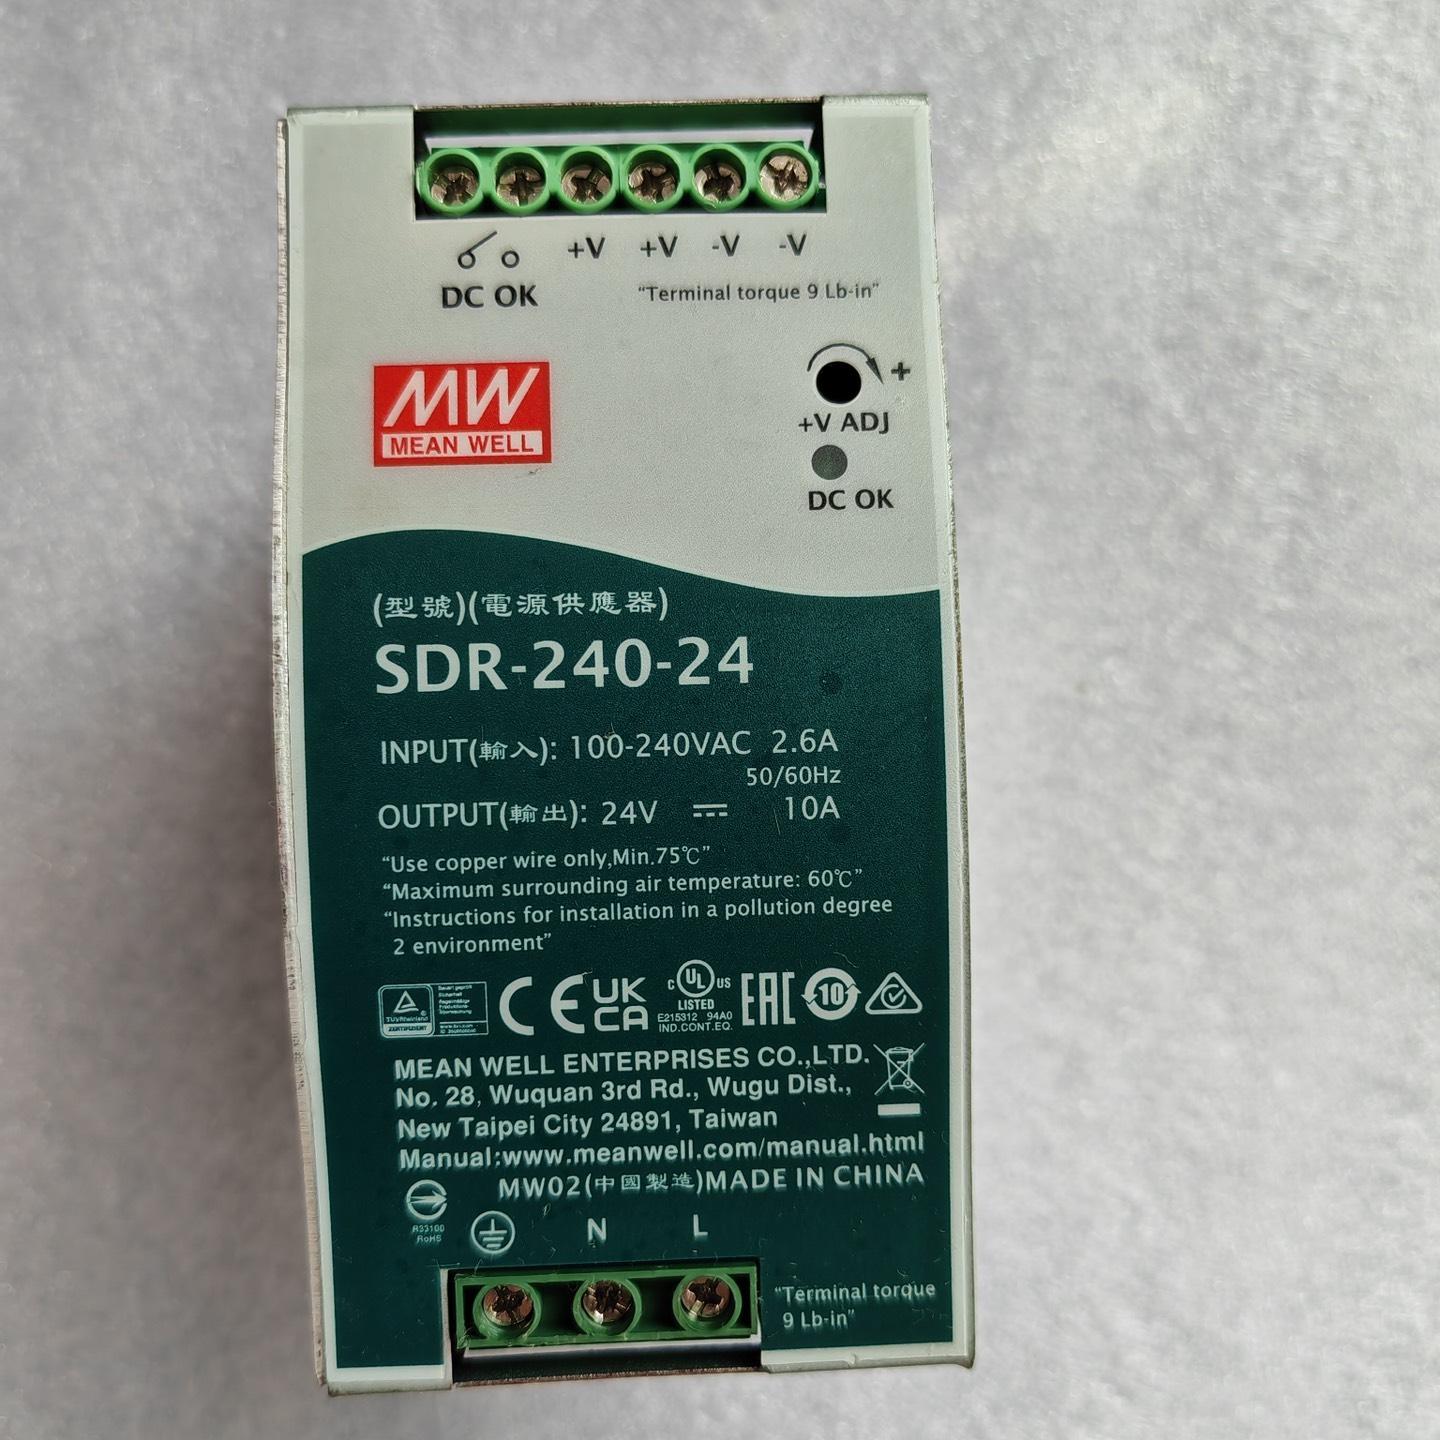 +V +V -V -V
DC OK
“Terminal torque 9 Lb-in”
MW
MEAN WELL
+
+V ADJ
DC OK
(型號)(電源供應器)
SDR-240-24
INPUT(輸入): 100-240VAC 2.6A
50/60Hz
OUTPUT(輸出): 24V 10A
“Use copper wire only,Min.75℃”
“Maximum surrounding air temperature: 60℃”
“Instructions for installation in a pollution degree
2 environment”
TÜVRheinland
ZERTIFIZIERT
CE
UK
CA
c UL us
LISTED
E215312 94A0
IND.CONT.EQ.
EAC
10
MEAN WELL ENTERPRISES CO.,LTD.
No. 28, Wuquan 3rd Rd., Wugu Dist.,
New Taipei City 24891, Taiwan
Manual:www.meanwell.com/manual.html
MW02(中國製造)MADE IN CHINA
R33100
RoHS
N L
“Terminal torque
9 Lb-in”